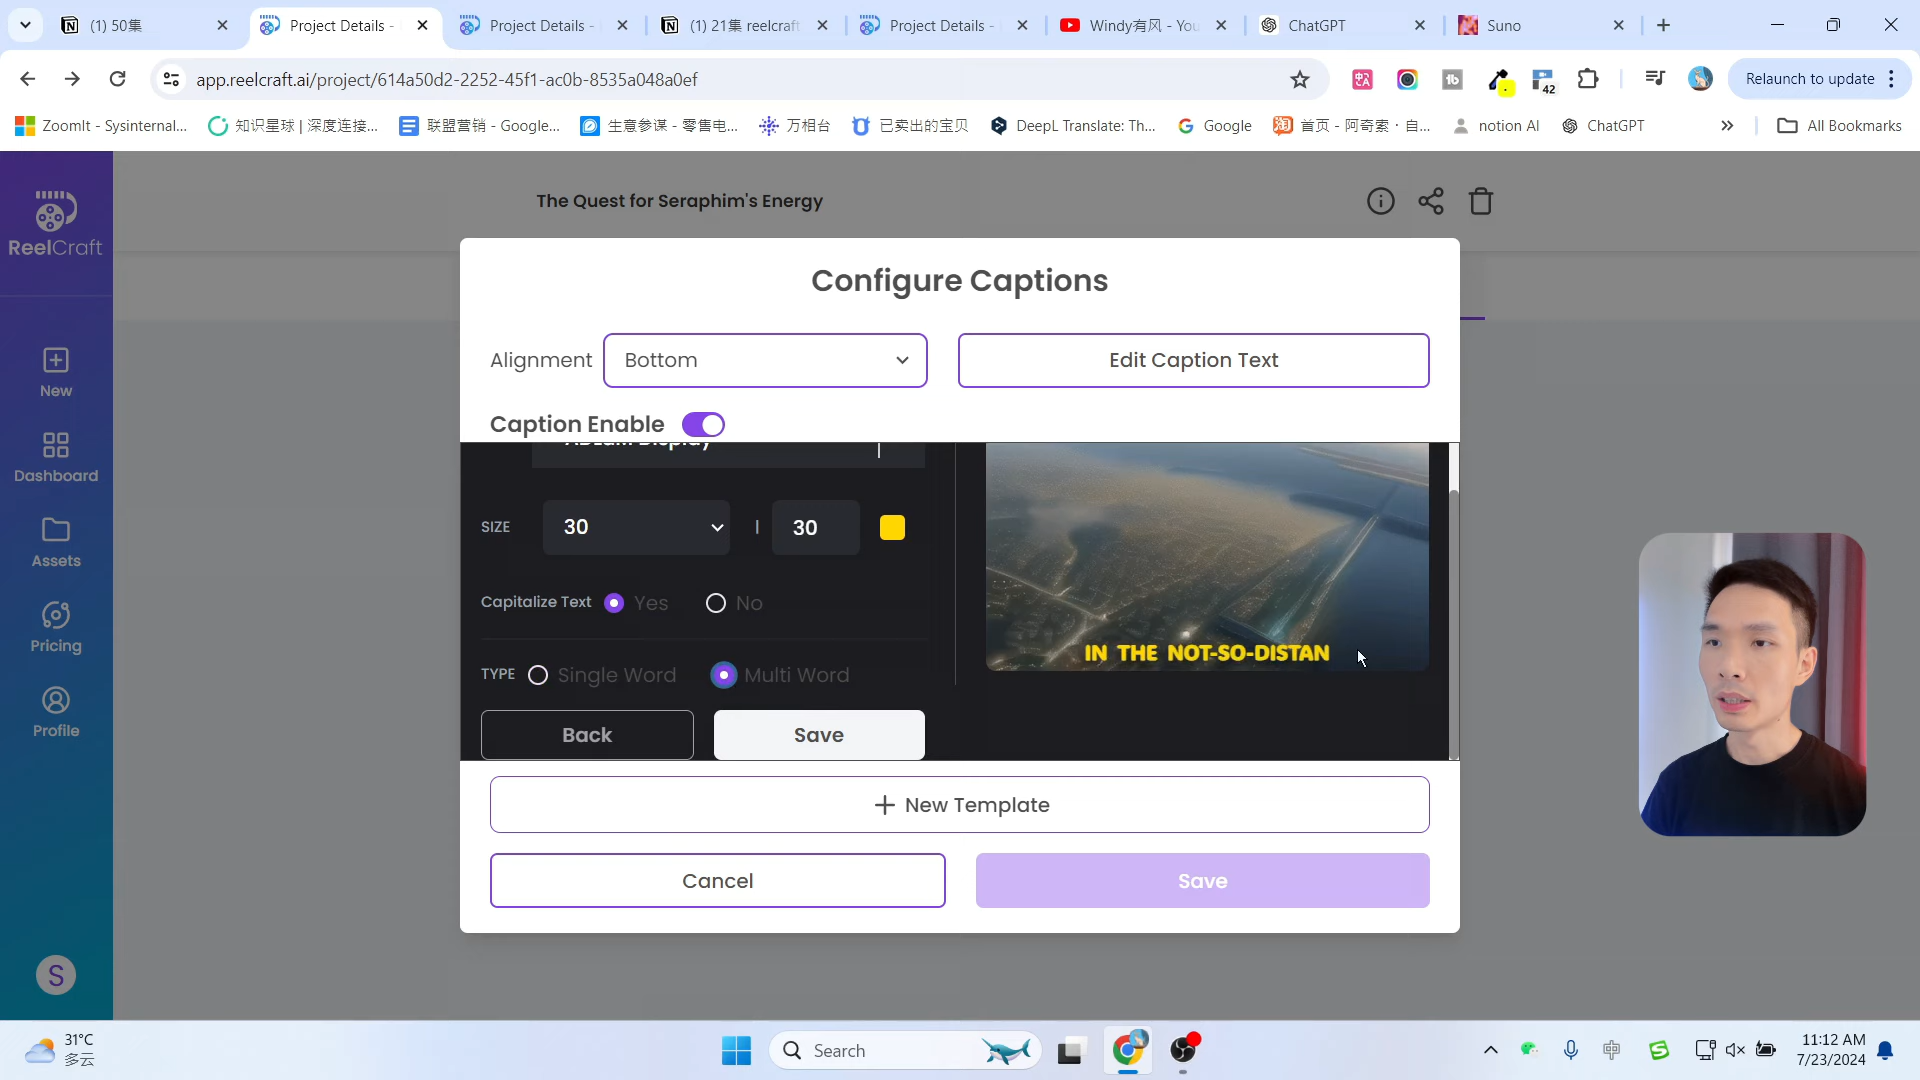 (1) 50集
Project Details -
Project Details -
(1) 21集 reelcraft
Project Details -
Windy有风 - You
ChatGPT
Suno
app.reelcraft.ai/project/614a50d2-2252-45f1-ac0b-8535a048a0ef
42
Relaunch to update
ZoomIt - Sysinternal...
知识星球 | 深度连接...
联盟营销 - Google...
生意参谋 - 零售电...
万相台
已卖出的宝贝
DeepL Translate: Th...
Google
首页 - 阿奇索 · 自...
notion AI
ChatGPT
All Bookmarks
ReelCraft
The Quest for Seraphim's Energy
New
Dashboard
Assets
Pricing
Profile
S
Configure Captions
Alignment
Bottom
Edit Caption Text
Caption Enable
SIZE
30
30
Capitalize Text
Yes
No
TYPE
Single Word
Multi Word
Back
Save
IN THE NOT-SO-DISTAN
+ New Template
Cancel
Save
31°C
多云
Search
中
11:12 AM
7/23/2024